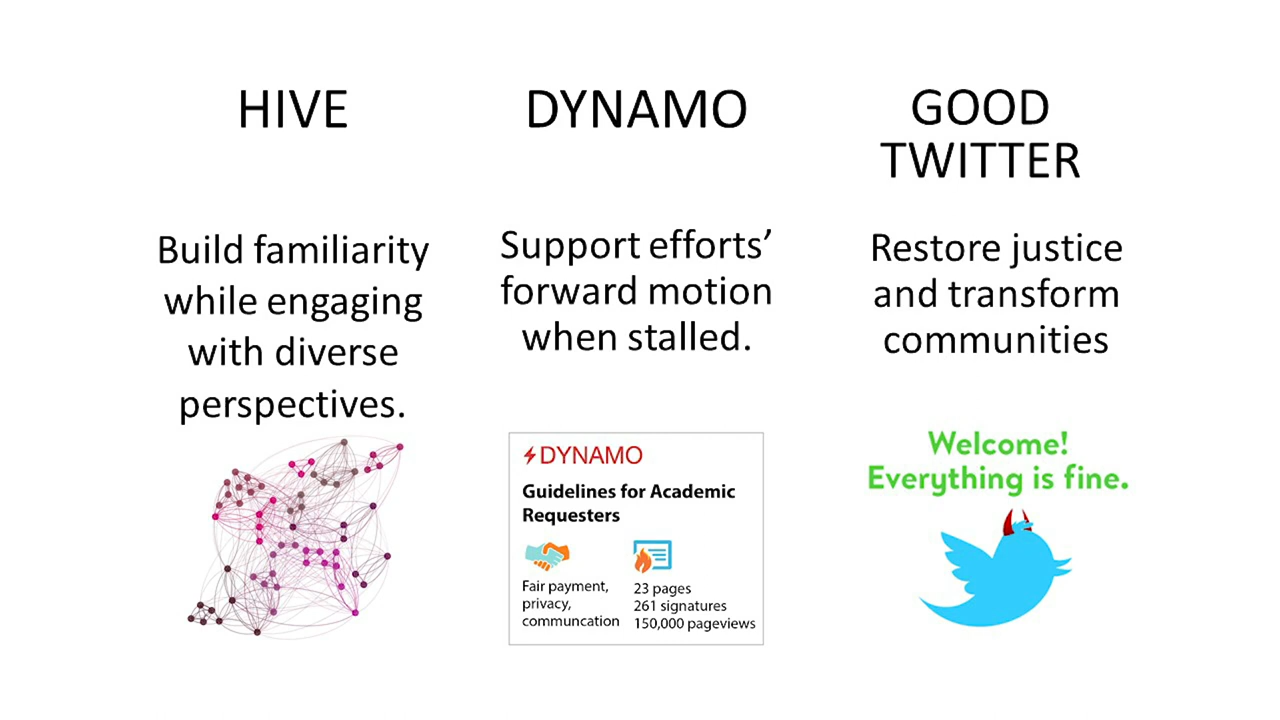 HIVE
Build familiarity
while engaging
with diverse
perspectives.
DYNAMO
Support efforts’
forward motion
when stalled.
DYNAMO
Guidelines for Academic
Requesters
Fair payment,
privacy,
communcation
23 pages
261 signatures
150,000 pageviews
GOOD
TWITTER
Restore justice
and transform
communities
Welcome!
Everything is fine.